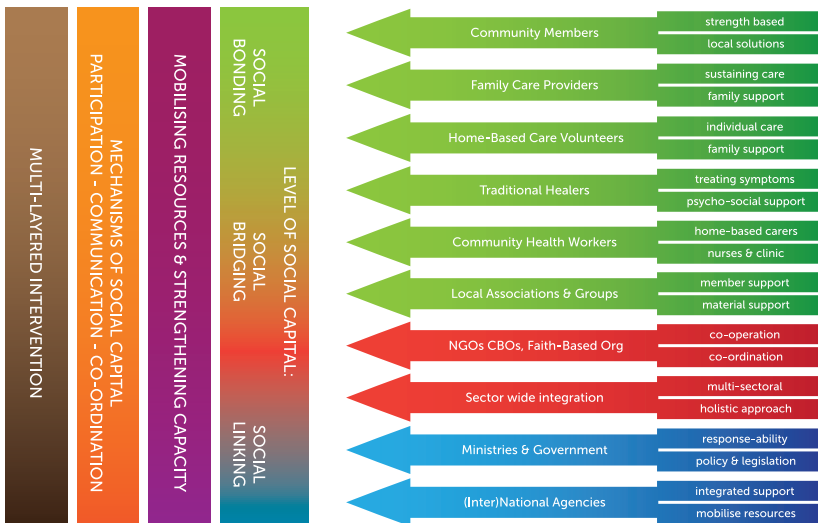 MULTI-LAYERED INTERVENTION
MECHANISMS OF SOCIAL CAPITAL
PARTICIPATION - COMMUNICATION - CO-ORDINATION
MOBILISING RESOURCES & STRENGTHENING CAPACITY
LEVEL OF SOCIAL CAPITAL:
SOCIAL
BONDING
SOCIAL
BRIDGING
SOCIAL
LINKING
Community Members
strength based
local solutions
Family Care Providers
sustaining care
family support
Home-Based Care Volunteers
individual care
family support
Traditional Healers
treating symptoms
psycho-social support
Community Health Workers
home-based carers
nurses & clinic
Local Associations & Groups
member support
material support
NGOs CBOs, Faith-Based Org
co-operation
co-ordination
Sector wide integration
multi-sectoral
holistic approach
Ministries & Government
response-ability
policy & legislation
(Inter)National Agencies
integrated support
mobilise resources